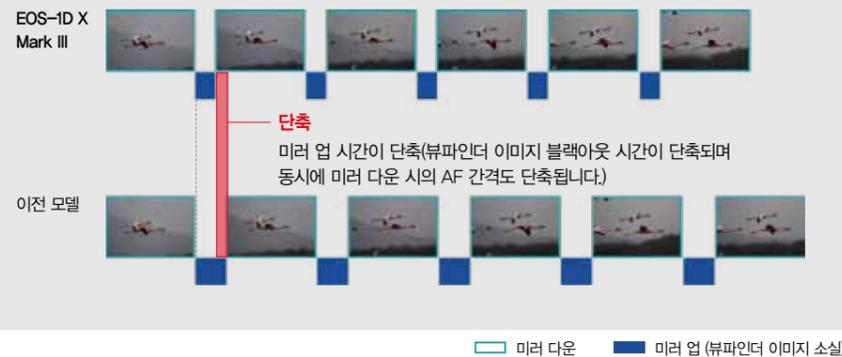 EOS-1D X
Mark III
단축
미러 업 시간이 단축(뷰파인더 이미지 블랙아웃 시간이 단축되며
동시에 미러 다운 시의 AF 간격도 단축됩니다.)
이전 모델
미러 다운
미러 업 (뷰파인더 이미지 소실